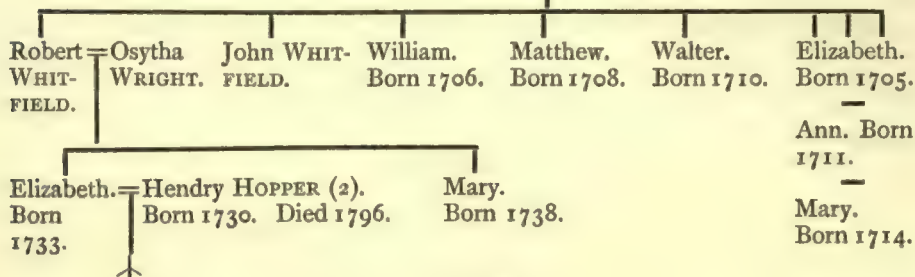 Robert = Osytha
WHIT-
FIELD.
WRIGHT.
John WHIT-
FIELD.
William.
Born 1706.
Matthew.
Born 1708.
Walter.
Born 1710.
Elizabeth.
Born 1705.
Ann. Born
1711.
Mary.
Born 1714.
Elizabeth. = Hendry HOPPER (2).
Born
1733.
Born 1730. Died 1796.
Mary.
Born 1738.